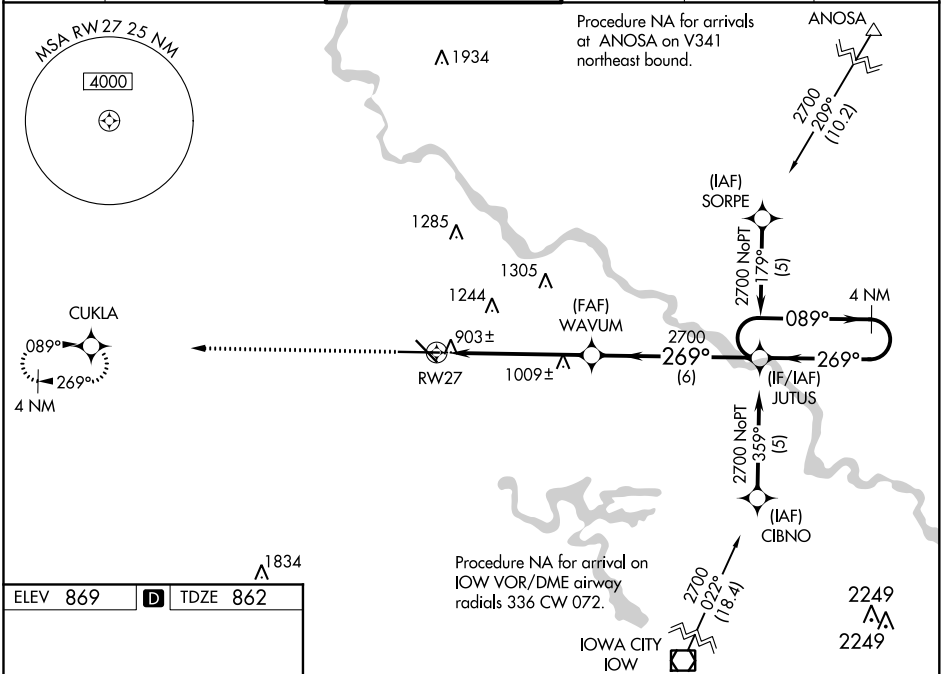 MSA RW27 25 NM
4000
1934
Procedure NA for arrivals
at ANOSA on V341
northeast bound.
ANOSA
2700
209°
(10.2)
(IAF)
SORPE
2700 NoPT
179°
(5)
1285
1305
1244
903±
RW27
1009±
(FAF)
WAVUM
2700
269°
(6)
089°
4 NM
269°
(IF/IAF)
JUTUS
CUKLA
089°
269°
4 NM
2700 NoPT
359°
(5)
(IAF)
CIBNO
1834
Procedure NA for arrival on
IOW VOR/DME airway
radials 336 CW 072.
2700
022°
(18.4)
IOWA CITY
IOW
2249
2249
ELEV 869 D TDZE 862